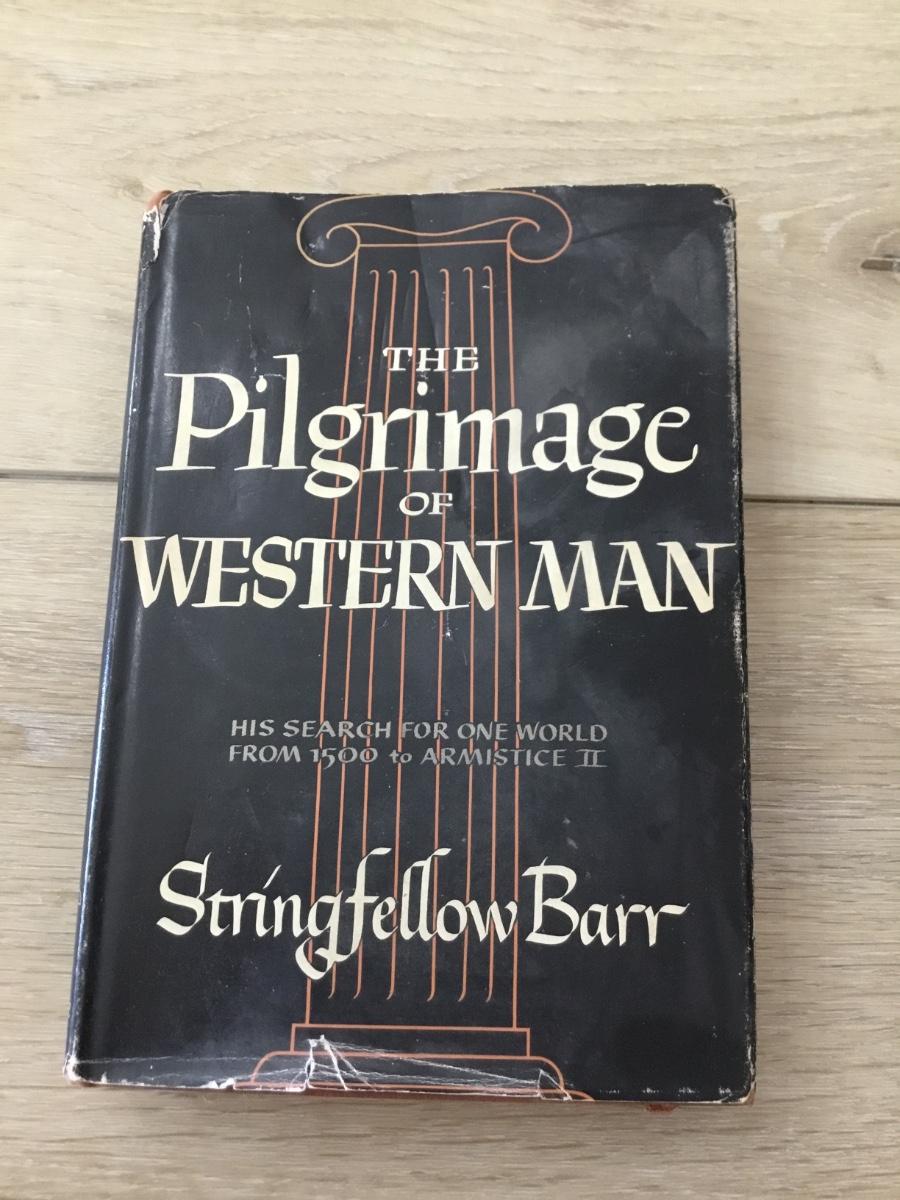 THE
Pilgrimage
OF
WESTERN MAN
HIS SEARCH FOR ONE WORLD
FROM 1500 to ARMISTICE II
Stringfellow Barr